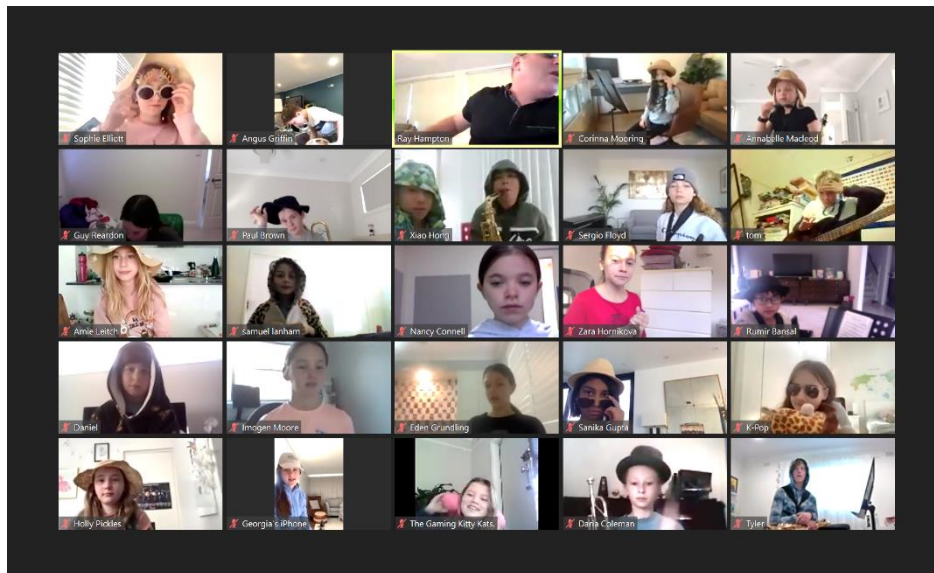 Sophie Elliott
Angus Griffin
Ray Hampton
Corinna Mooring
Annabelle Macleod
Guy Reardon
Paul Brown
Xiao Hong
Sergio Floyd
tom
Amie Leitch
samuel lanham
Nancy Connell
Zara Hornikova
Rumir Bansal
Daniel
Imogen Moore
Eden Grundling
Sanika Gupta
K-Pop
Holly Pickles
Georgia's iPhone
The Gaming Kitty Kats.
Daria Coleman
Tyler